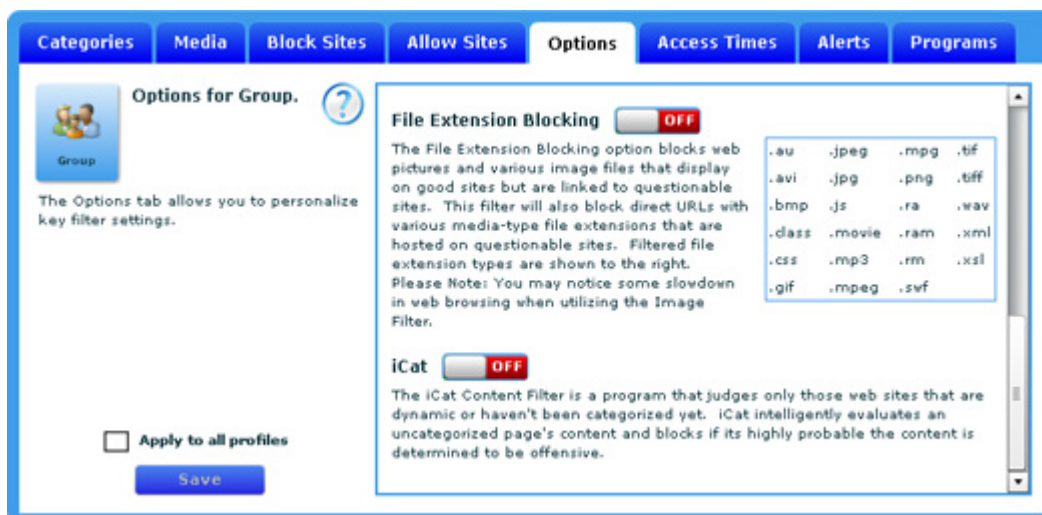 Categories Media Block Sites Allow Sites Options Access Times Alerts Programs
Options for Group.
?
Group
The Options tab allows you to personalize
key filter settings.
Apply to all profiles
Save
File Extension Blocking OFF
The File Extension Blocking option blocks web
pictures and various image files that display
on good sites but are linked to questionable
sites. This filter will also block direct URLs with
various media-type file extensions that are
hosted on questionable sites. Filtered file
extension types are shown to the right.
Please Note: You may notice some slowdown
in web browsing when utilizing the Image
Filter.
.au .jpeg .mpg .tif
.avi .jpg .png .tiff
.bmp .js .ra .wav
.class .movie .ram .xml
.css .mp3 .rm .xsl
.gif .mpeg .swf
iCat OFF
The iCat Content Filter is a program that judges only those web sites that are
dynamic or haven't been categorized yet. iCat intelligently evaluates an
uncategorized page's content and blocks if its highly probable the content is
determined to be offensive.